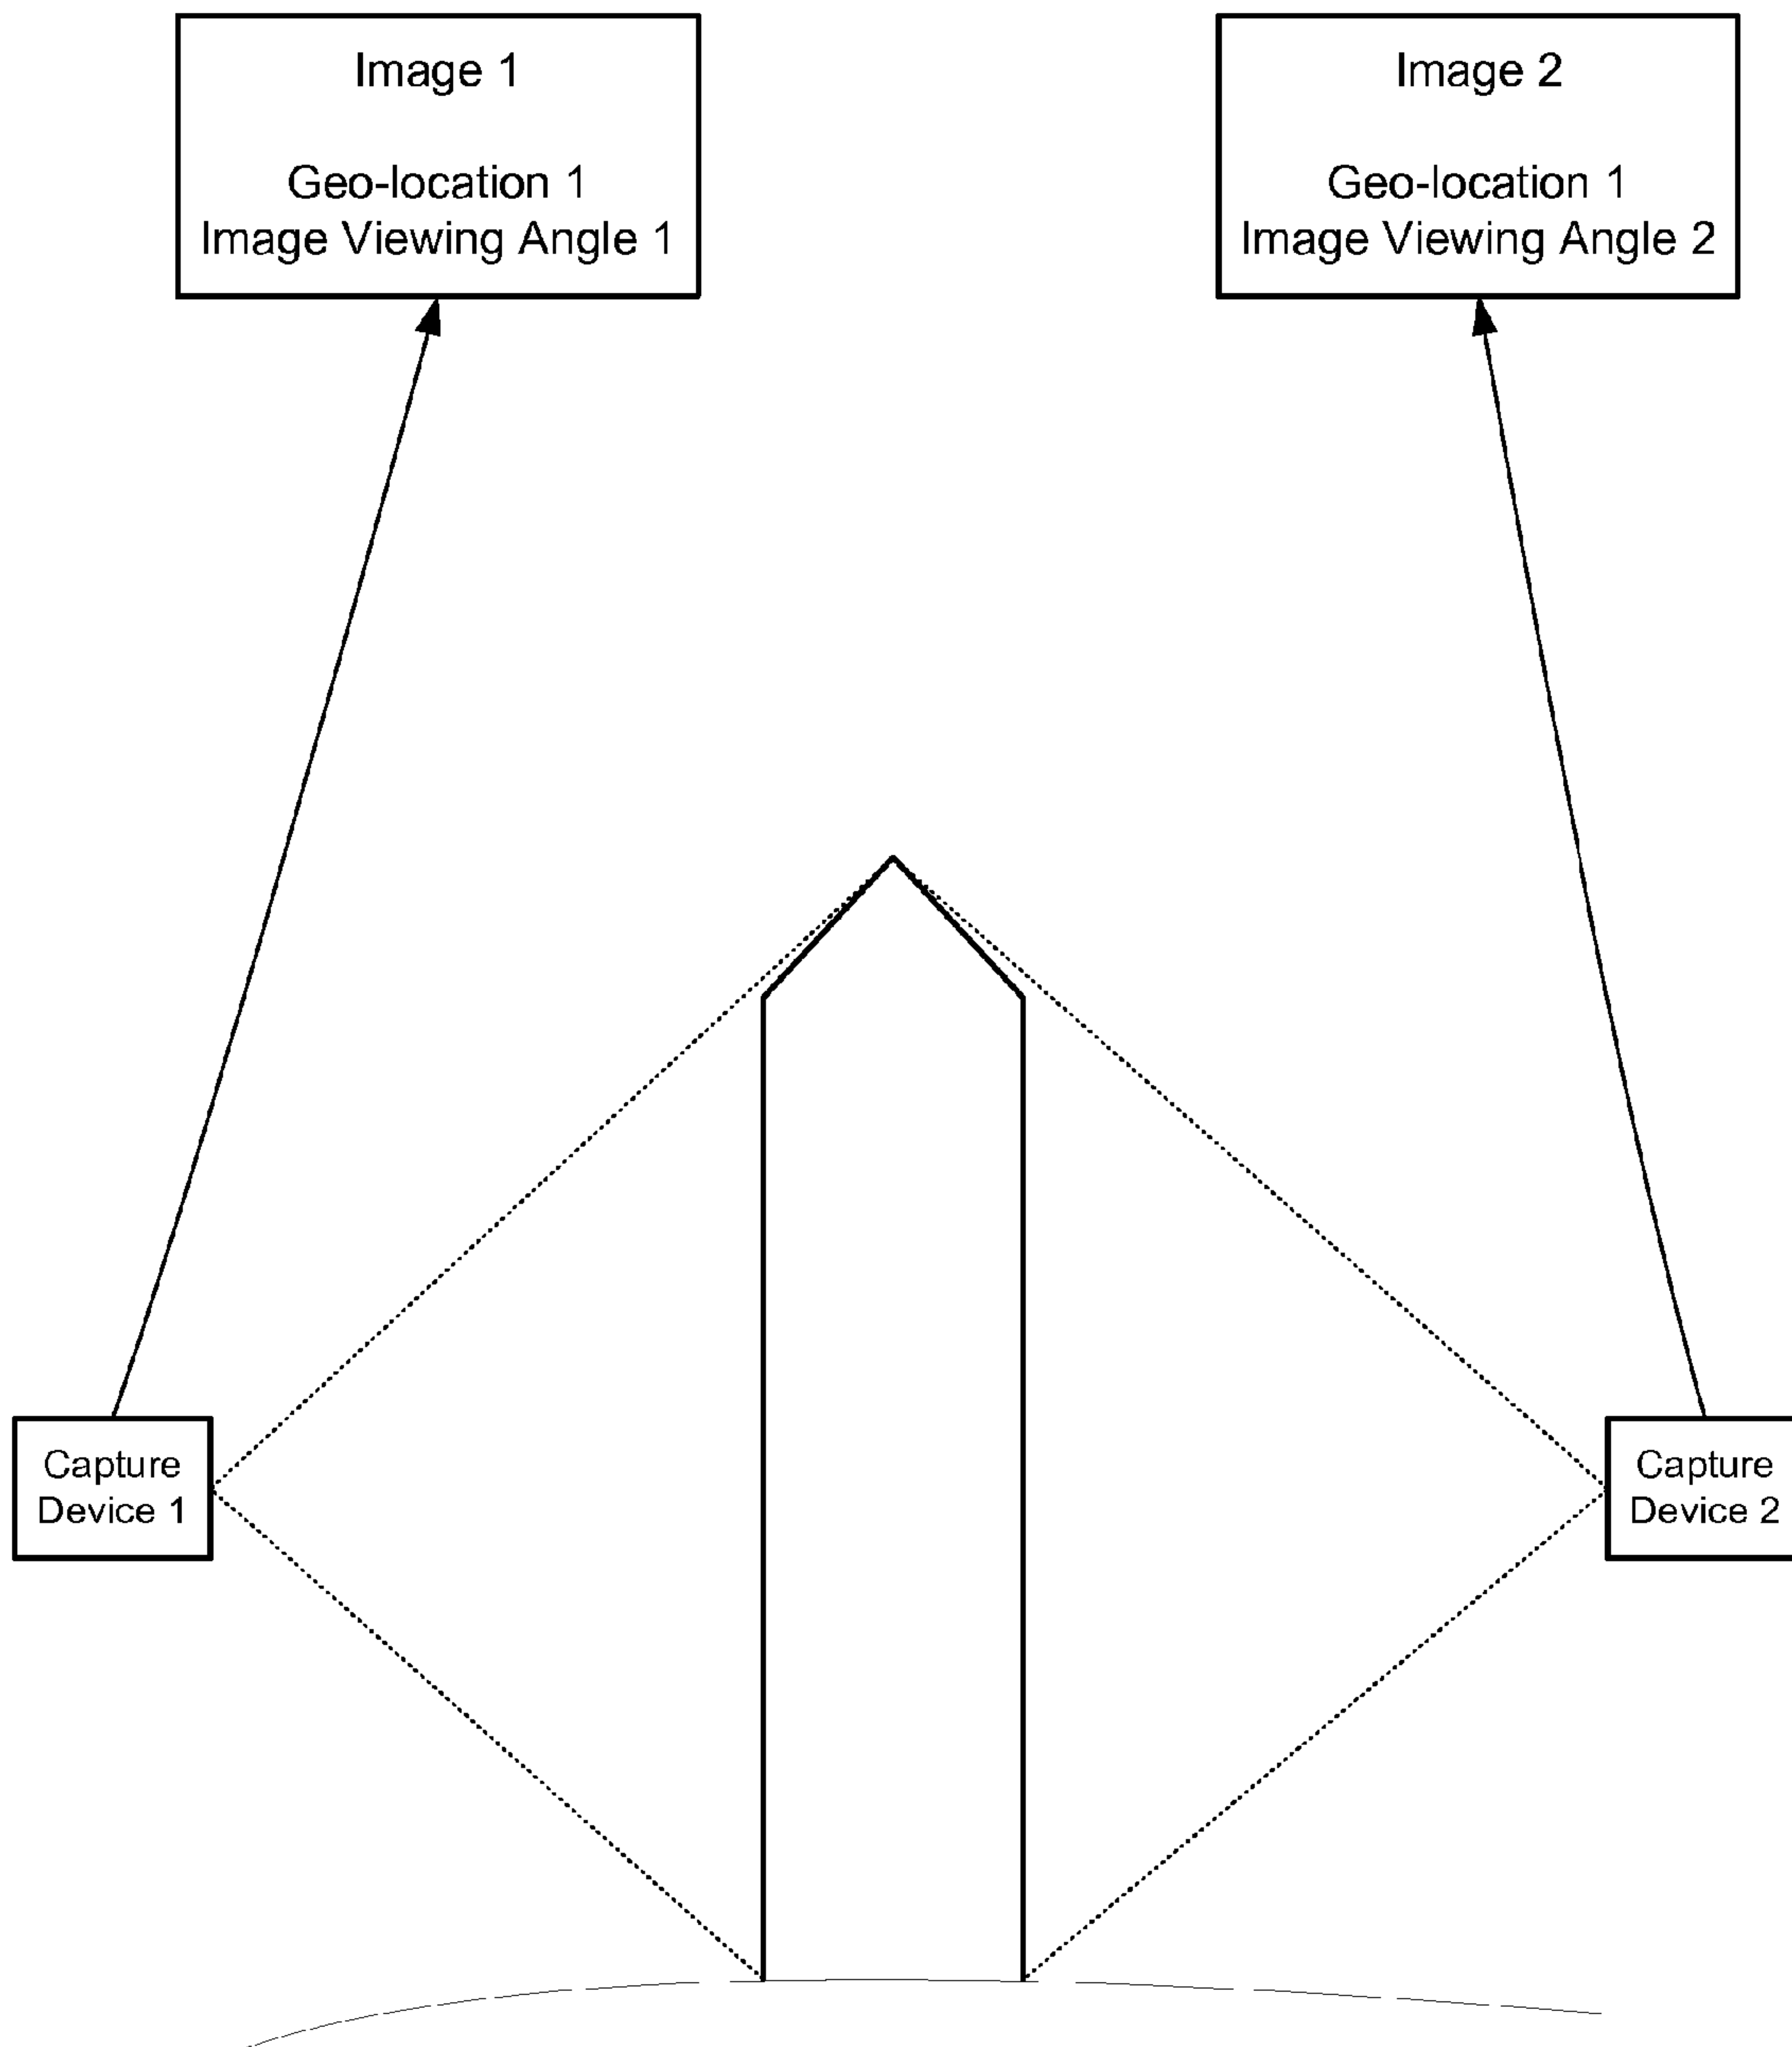 Image 1
Geo-location 1
Image Viewing Angle 1
Image 2
Geo-location 1
Image Viewing Angle 2
Capture
Device 1
Capture
Device 2